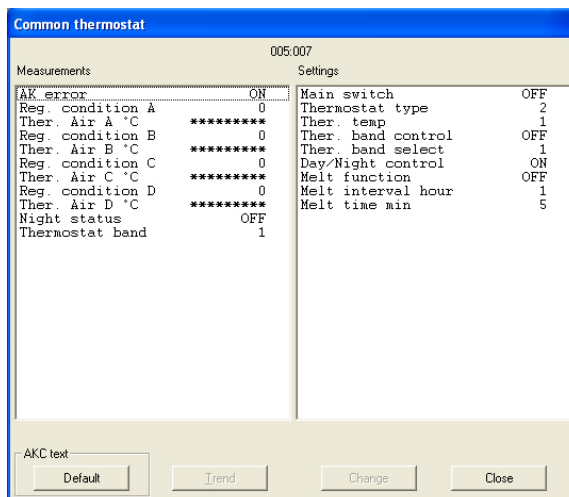 Common thermostat
005:007
Measurements
Settings
AK error ON
Reg. condition A 0
Ther. Air A °C *********
Reg. condition B 0
Ther. Air B °C *********
Reg. condition C 0
Ther. Air C °C *********
Reg. condition D 0
Ther. Air D °C *********
Night status OFF
Thermostat band 1
Main switch OFF
Thermostat type 2
Ther. temp 1
Ther. band control OFF
Ther. band select 1
Day/Night control ON
Melt function OFF
Melt interval hour 1
Melt time min 5
AKC text
Default
Trend
Change
Close